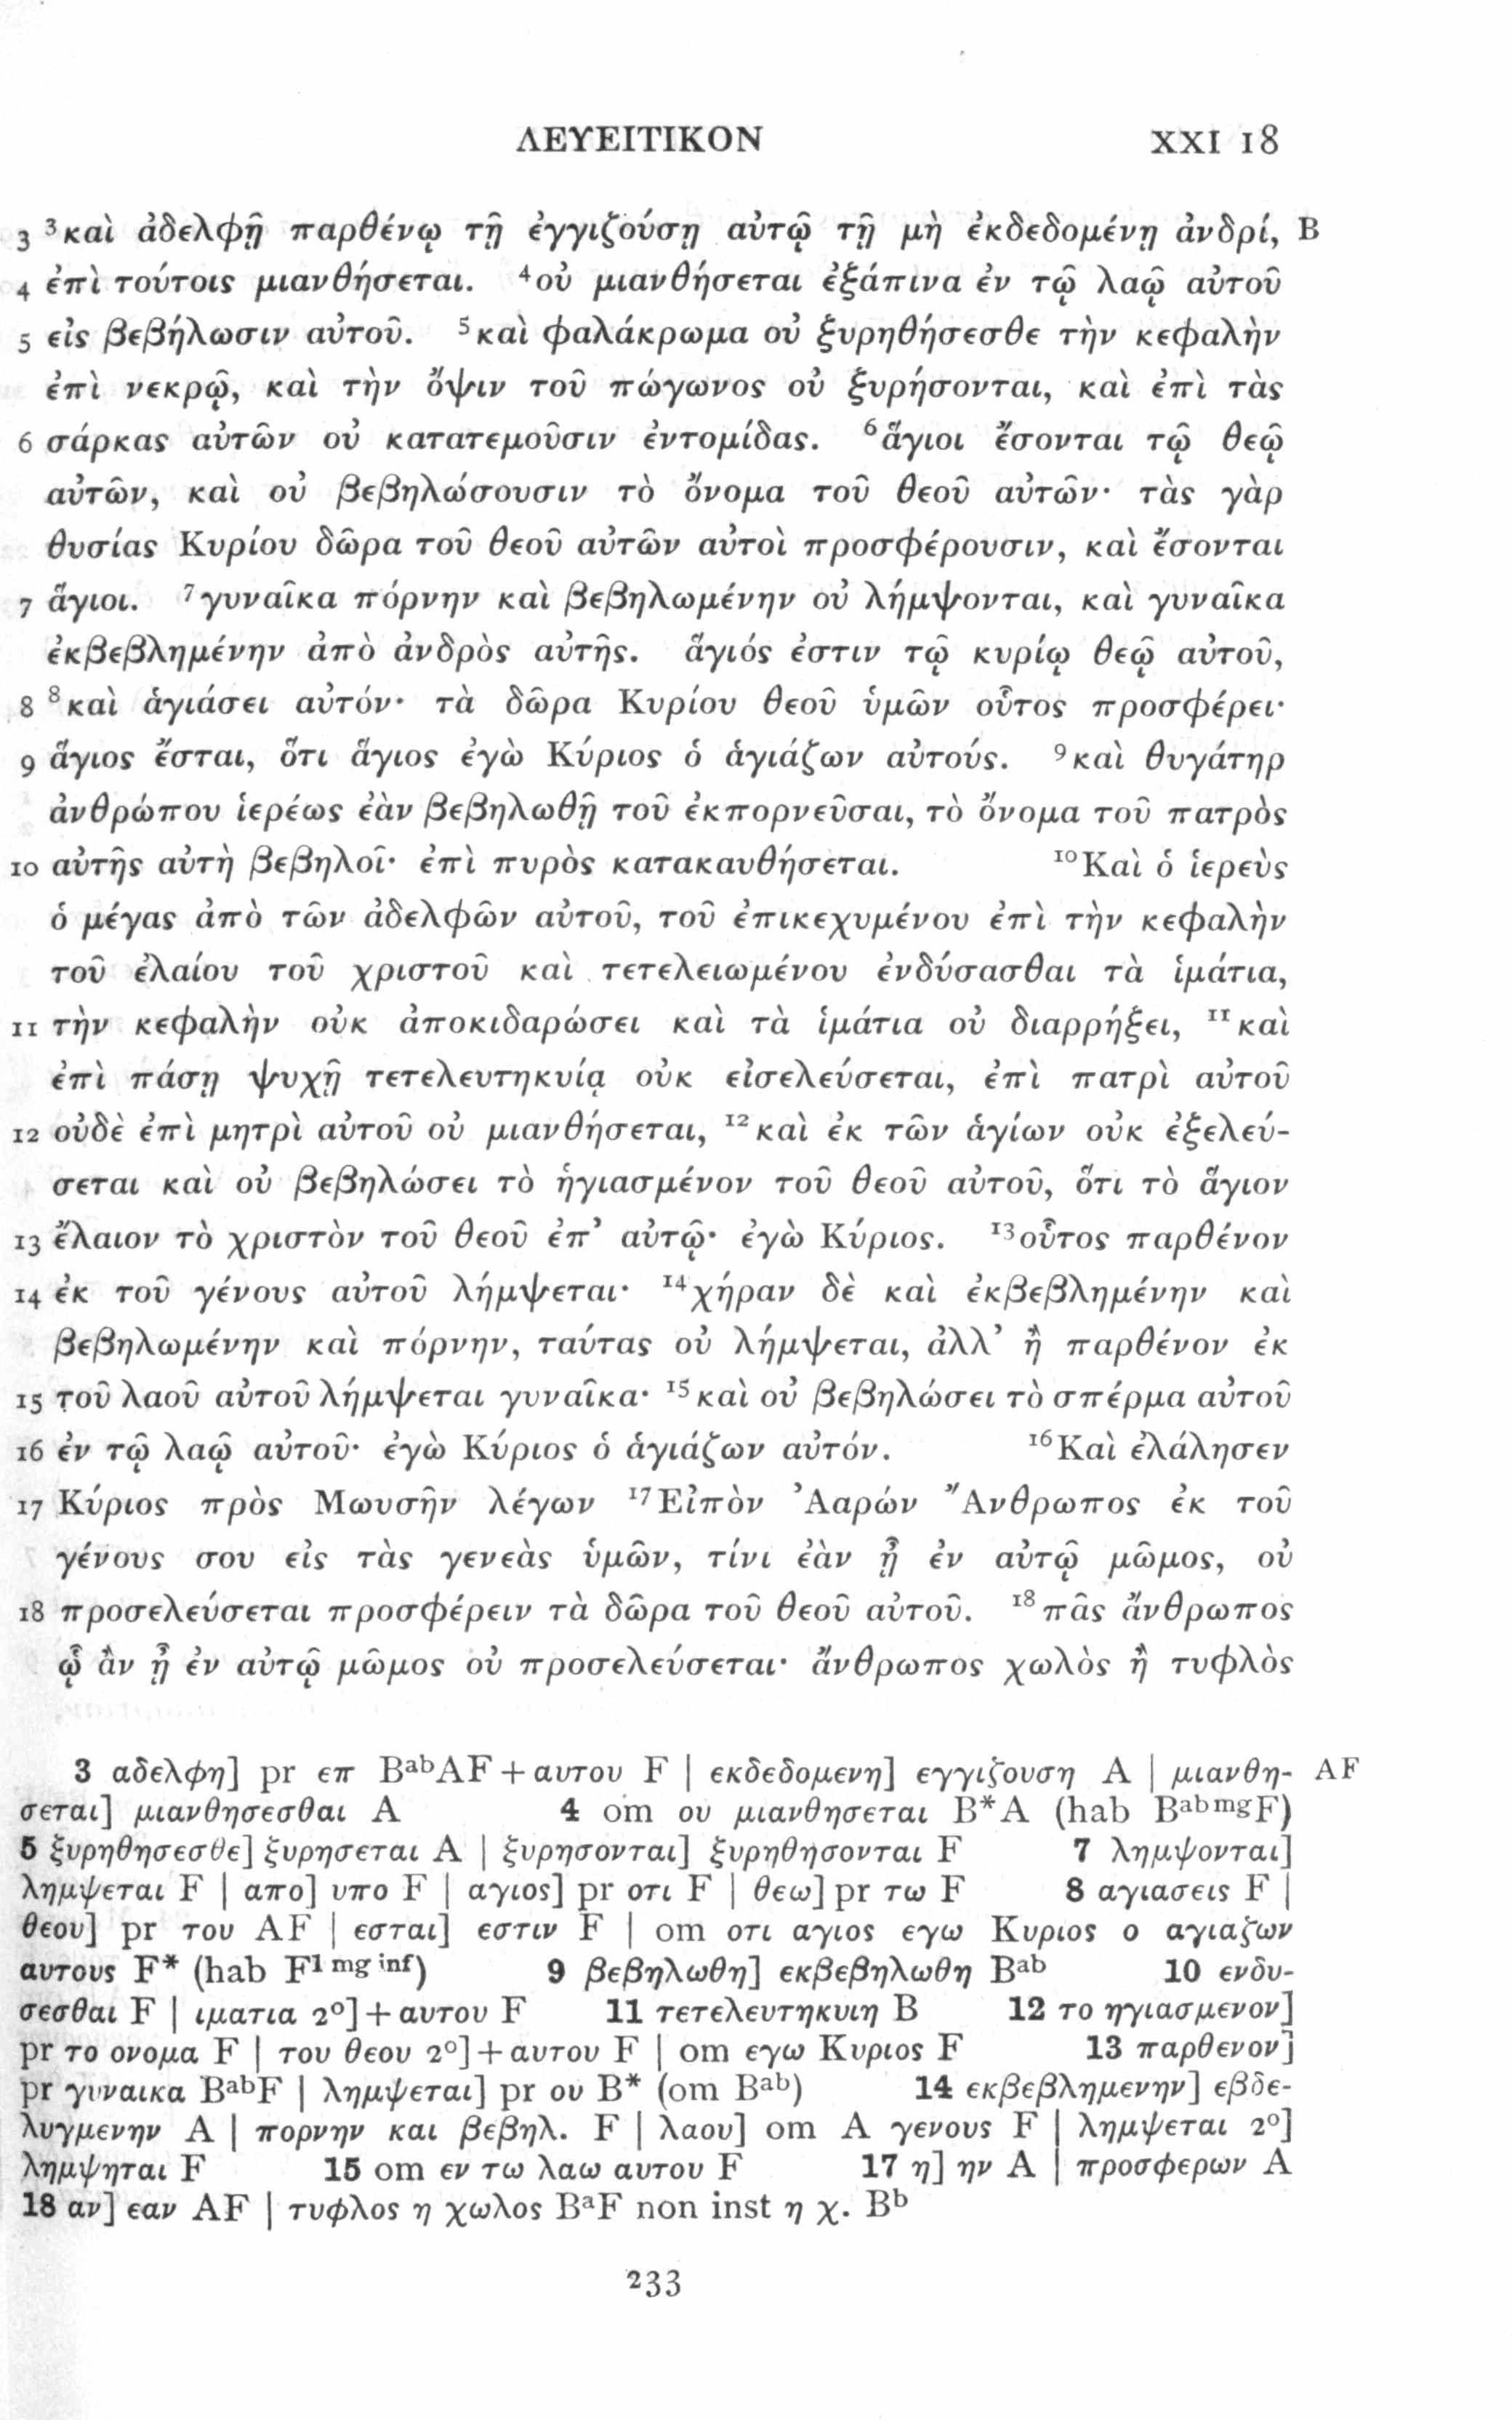 ΛΕΥΕΙΤΙΚΟΝ XXI 18
3 ³καὶ ἀδελφῇ παρθένῳ τῇ ἐγγιζούσῃ αὐτῷ τῇ μὴ ἐκδεδομένῃ ἀνδρί, B
4 ἐπὶ τούτοις μιανθήσεται. ⁴οὐ μιανθήσεται ἐξάπινα ἐν τῷ λαῷ αὐτοῦ
5 εἰς βεβήλωσιν αὐτοῦ. ⁵καὶ φαλάκρωμα οὐ ξυρηθήσεσθε τὴν κεφαλὴν
ἐπὶ νεκρῷ, καὶ τὴν ὄψιν τοῦ πώγωνος οὐ ξυρήσονται, καὶ ἐπὶ τὰς
6 σάρκας αὐτῶν οὐ κατατεμοῦσιν ἐντομίδας. ⁶ἅγιοι ἔσονται τῷ θεῷ
αὐτῶν, καὶ οὐ βεβηλώσουσιν τὸ ὄνομα τοῦ θεοῦ αὐτῶν· τὰς γὰρ
θυσίας Κυρίου δῶρα τοῦ θεοῦ αὐτῶν αὐτοὶ προσφέρουσιν, καὶ ἔσονται
7 ἅγιοι. ⁷γυναῖκα πόρνην καὶ βεβηλωμένην οὐ λήμψονται, καὶ γυναῖκα
ἐκβεβλημένην ἀπὸ ἀνδρὸς αὐτῆς. ἅγιός ἐστιν τῷ κυρίῳ θεῷ αὐτοῦ,
8 ⁸καὶ ἁγιάσει αὐτόν· τὰ δῶρα Κυρίου θεοῦ ὑμῶν οὗτος προσφέρει·
9 ἅγιος ἔσται, ὅτι ἅγιος ἐγὼ Κύριος ὁ ἁγιάζων αὐτούς. ⁹καὶ θυγάτηρ
ἀνθρώπου ἱερέως ἐὰν βεβηλωθῇ τοῦ ἐκπορνεῦσαι, τὸ ὄνομα τοῦ πατρὸς
10 αὐτῆς αὐτὴ βεβηλοῖ· ἐπὶ πυρὸς κατακαυθήσεται. ¹⁰Καὶ ὁ ἱερεὺς
ὁ μέγας ἀπὸ τῶν ἀδελφῶν αὐτοῦ, τοῦ ἐπικεχυμένου ἐπὶ τὴν κεφαλὴν
τοῦ ἐλαίου τοῦ χριστοῦ καὶ τετελειωμένου ἐνδύσασθαι τὰ ἱμάτια,
11 τὴν κεφαλὴν οὐκ ἀποκιδαρώσει καὶ τὰ ἱμάτια οὐ διαρρήξει, ¹¹καὶ
ἐπὶ πάσῃ ψυχῇ τετελευτηκυίᾳ οὐκ εἰσελεύσεται, ἐπὶ πατρὶ αὐτοῦ
12 οὐδὲ ἐπὶ μητρὶ αὐτοῦ οὐ μιανθήσεται, ¹²καὶ ἐκ τῶν ἁγίων οὐκ ἐξελεύ-
σεται καὶ οὐ βεβηλώσει τὸ ἡγιασμένον τοῦ θεοῦ αὐτοῦ, ὅτι τὸ ἅγιον
13 ἔλαιον τὸ χριστὸν τοῦ θεοῦ ἐπ’ αὐτῷ· ἐγὼ Κύριος. ¹³οὗτος παρθένον
14 ἐκ τοῦ γένους αὐτοῦ λήμψεται· ¹⁴χήραν δὲ καὶ ἐκβεβλημένην καὶ
βεβηλωμένην καὶ πόρνην, ταύτας οὐ λήμψεται, ἀλλ’ ἢ παρθένον ἐκ
15 τοῦ λαοῦ αὐτοῦ λήμψεται γυναῖκα· ¹⁵καὶ οὐ βεβηλώσει τὸ σπέρμα αὐτοῦ
16 ἐν τῷ λαῷ αὐτοῦ· ἐγὼ Κύριος ὁ ἁγιάζων αὐτόν. ¹⁶Καὶ ἐλάλησεν
17 Κύριος πρὸς Μωυσῆν λέγων ¹⁷Εἰπὸν Ἀαρών Ἄνθρωπος ἐκ τοῦ
γένους σου εἰς τὰς γενεὰς ὑμῶν, τίνι ἐὰν ᾖ ἐν αὐτῷ μῶμος, οὐ
18 προσελεύσεται προσφέρειν τὰ δῶρα τοῦ θεοῦ αὐτοῦ. ¹⁸πᾶς ἄνθρωπος
ᾧ ἂν ᾖ ἐν αὐτῷ μῶμος οὐ προσελεύσεται· ἄνθρωπος χωλὸς ἢ τυφλὸς
3 αδελφη] pr επ BᵃᵇAF + αυτου F | εκδεδομενη] εγγιζουση A | μιανθη- AF
σεται] μιανθησεσθαι A 4 om ου μιανθησεται B*A (hab Bᵃᵇᵐᵍ F)
5 ξυρηθησεσθε] ξυρησεται A | ξυρησονται] ξυρηθησονται F 7 λημψονται]
λημψεται F | απο] υπο F | αγιος] pr οτι F | θεω] pr τω F 8 αγιασεις F |
θεου] pr του AF | εσται] εστιν F | om οτι αγιος εγω Κυριος ο αγιαζων
αυτους F* (hab F¹ ᵐᵍ ⁱⁿᶠ) 9 βεβηλωθη] εκβεβηλωθη Bᵃᵇ 10 ενδυ-
σεσθαι F | ιματια 2º] + αυτου F 11 τετελευτηκυιη B 12 το ηγιασμενον]
pr το ονομα F | του θεου 2º] + αυτου F | om εγω Κυριος F 13 παρθενον]
pr γυναικα BᵃᵇF | λημψεται] pr ου B* (om Bᵃᵇ) 14 εκβεβλημενην] εβδε-
λυγμενην A | πορνην και βεβηλ. F | λαου] om A γενους F | λημψεται 2º]
λημψηται F 15 om εν τω λαω αυτου F 17 η] ην A | προσφερων A
18 αν] εαν AF | τυφλος η χωλος BᵃF non inst η χ. Bᵇ
233